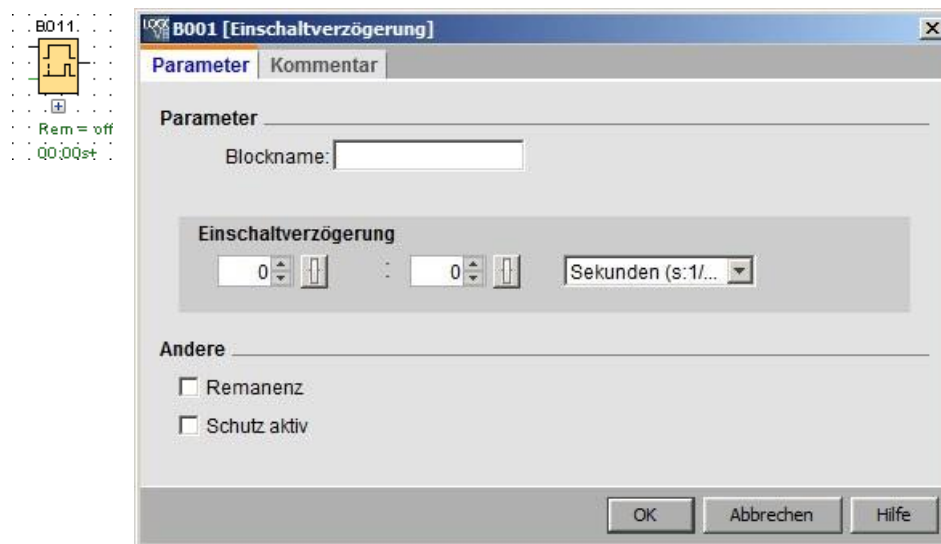 B011
Rem = off
00:00s+
B001 [Einschaltverzögerung]
Parameter
Kommentar
Parameter
Blockname:
Einschaltverzögerung
0 : 0 Sekunden (s:1/...
Andere
Remanenz
Schutz aktiv
OK Abbrechen Hilfe